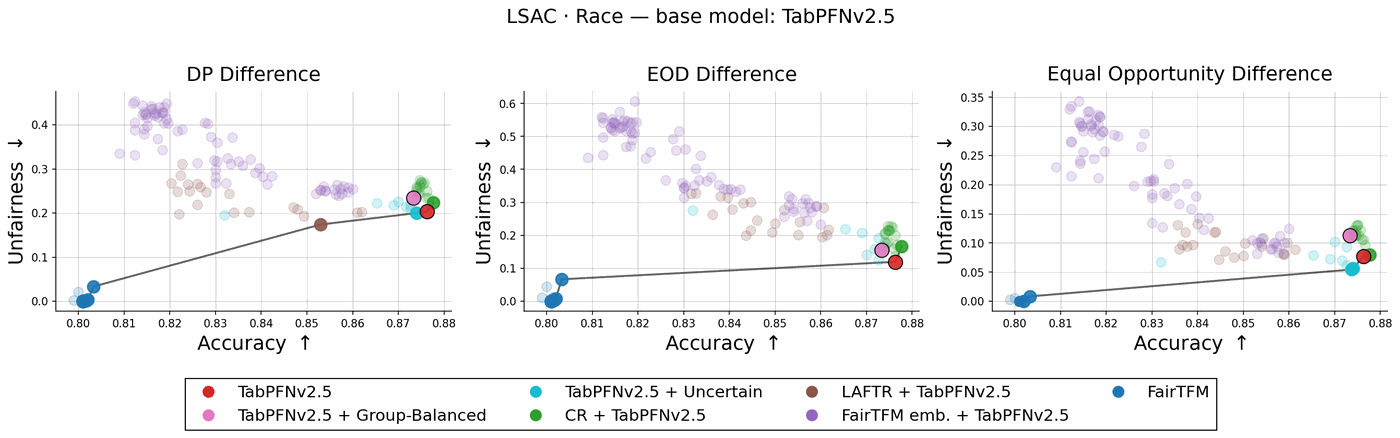 LSAC · Race — base model: TabPFNv2.5
DP Difference
Unfairness ↓
0.4
0.3
0.2
0.1
0.0
0.80 0.81 0.82 0.83 0.84 0.85 0.86 0.87 0.88
Accuracy ↑
EOD Difference
Unfairness ↓
0.6
0.5
0.4
0.3
0.2
0.1
0.0
0.80 0.81 0.82 0.83 0.84 0.85 0.86 0.87 0.88
Accuracy ↑
Equal Opportunity Difference
Unfairness ↓
0.35
0.30
0.25
0.20
0.15
0.10
0.05
0.00
0.80 0.81 0.82 0.83 0.84 0.85 0.86 0.87 0.88
Accuracy ↑
TabPFNv2.5
TabPFNv2.5 + Group-Balanced
TabPFNv2.5 + Uncertain
CR + TabPFNv2.5
LAFTR + TabPFNv2.5
FairTFM emb. + TabPFNv2.5
FairTFM